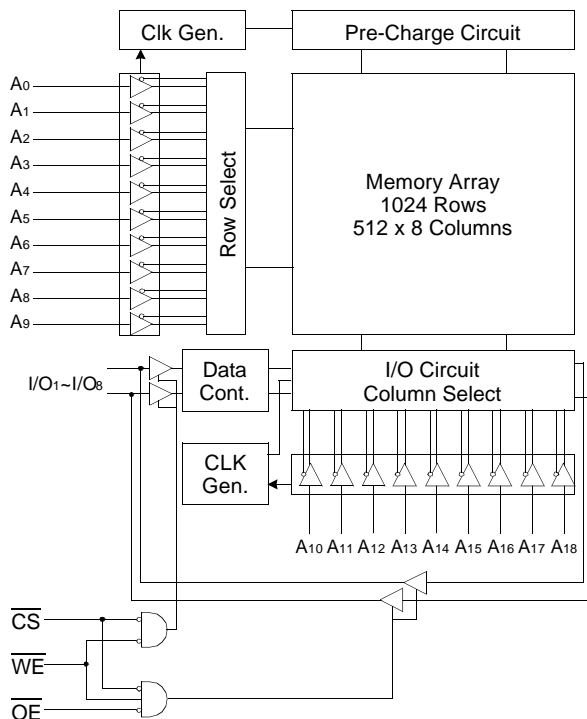 Clk Gen.
Pre-Charge Circuit
A0
A1
A2
A3
A4
A5
A6
A7
A8
A9
Row Select
Memory Array
1024 Rows
512 x 8 Columns
I/O1~I/O8
Data
Cont.
I/O Circuit
Column Select
CLK
Gen.
A10 A11 A12 A13 A14 A15 A16 A17 A18
CS
WE
OE